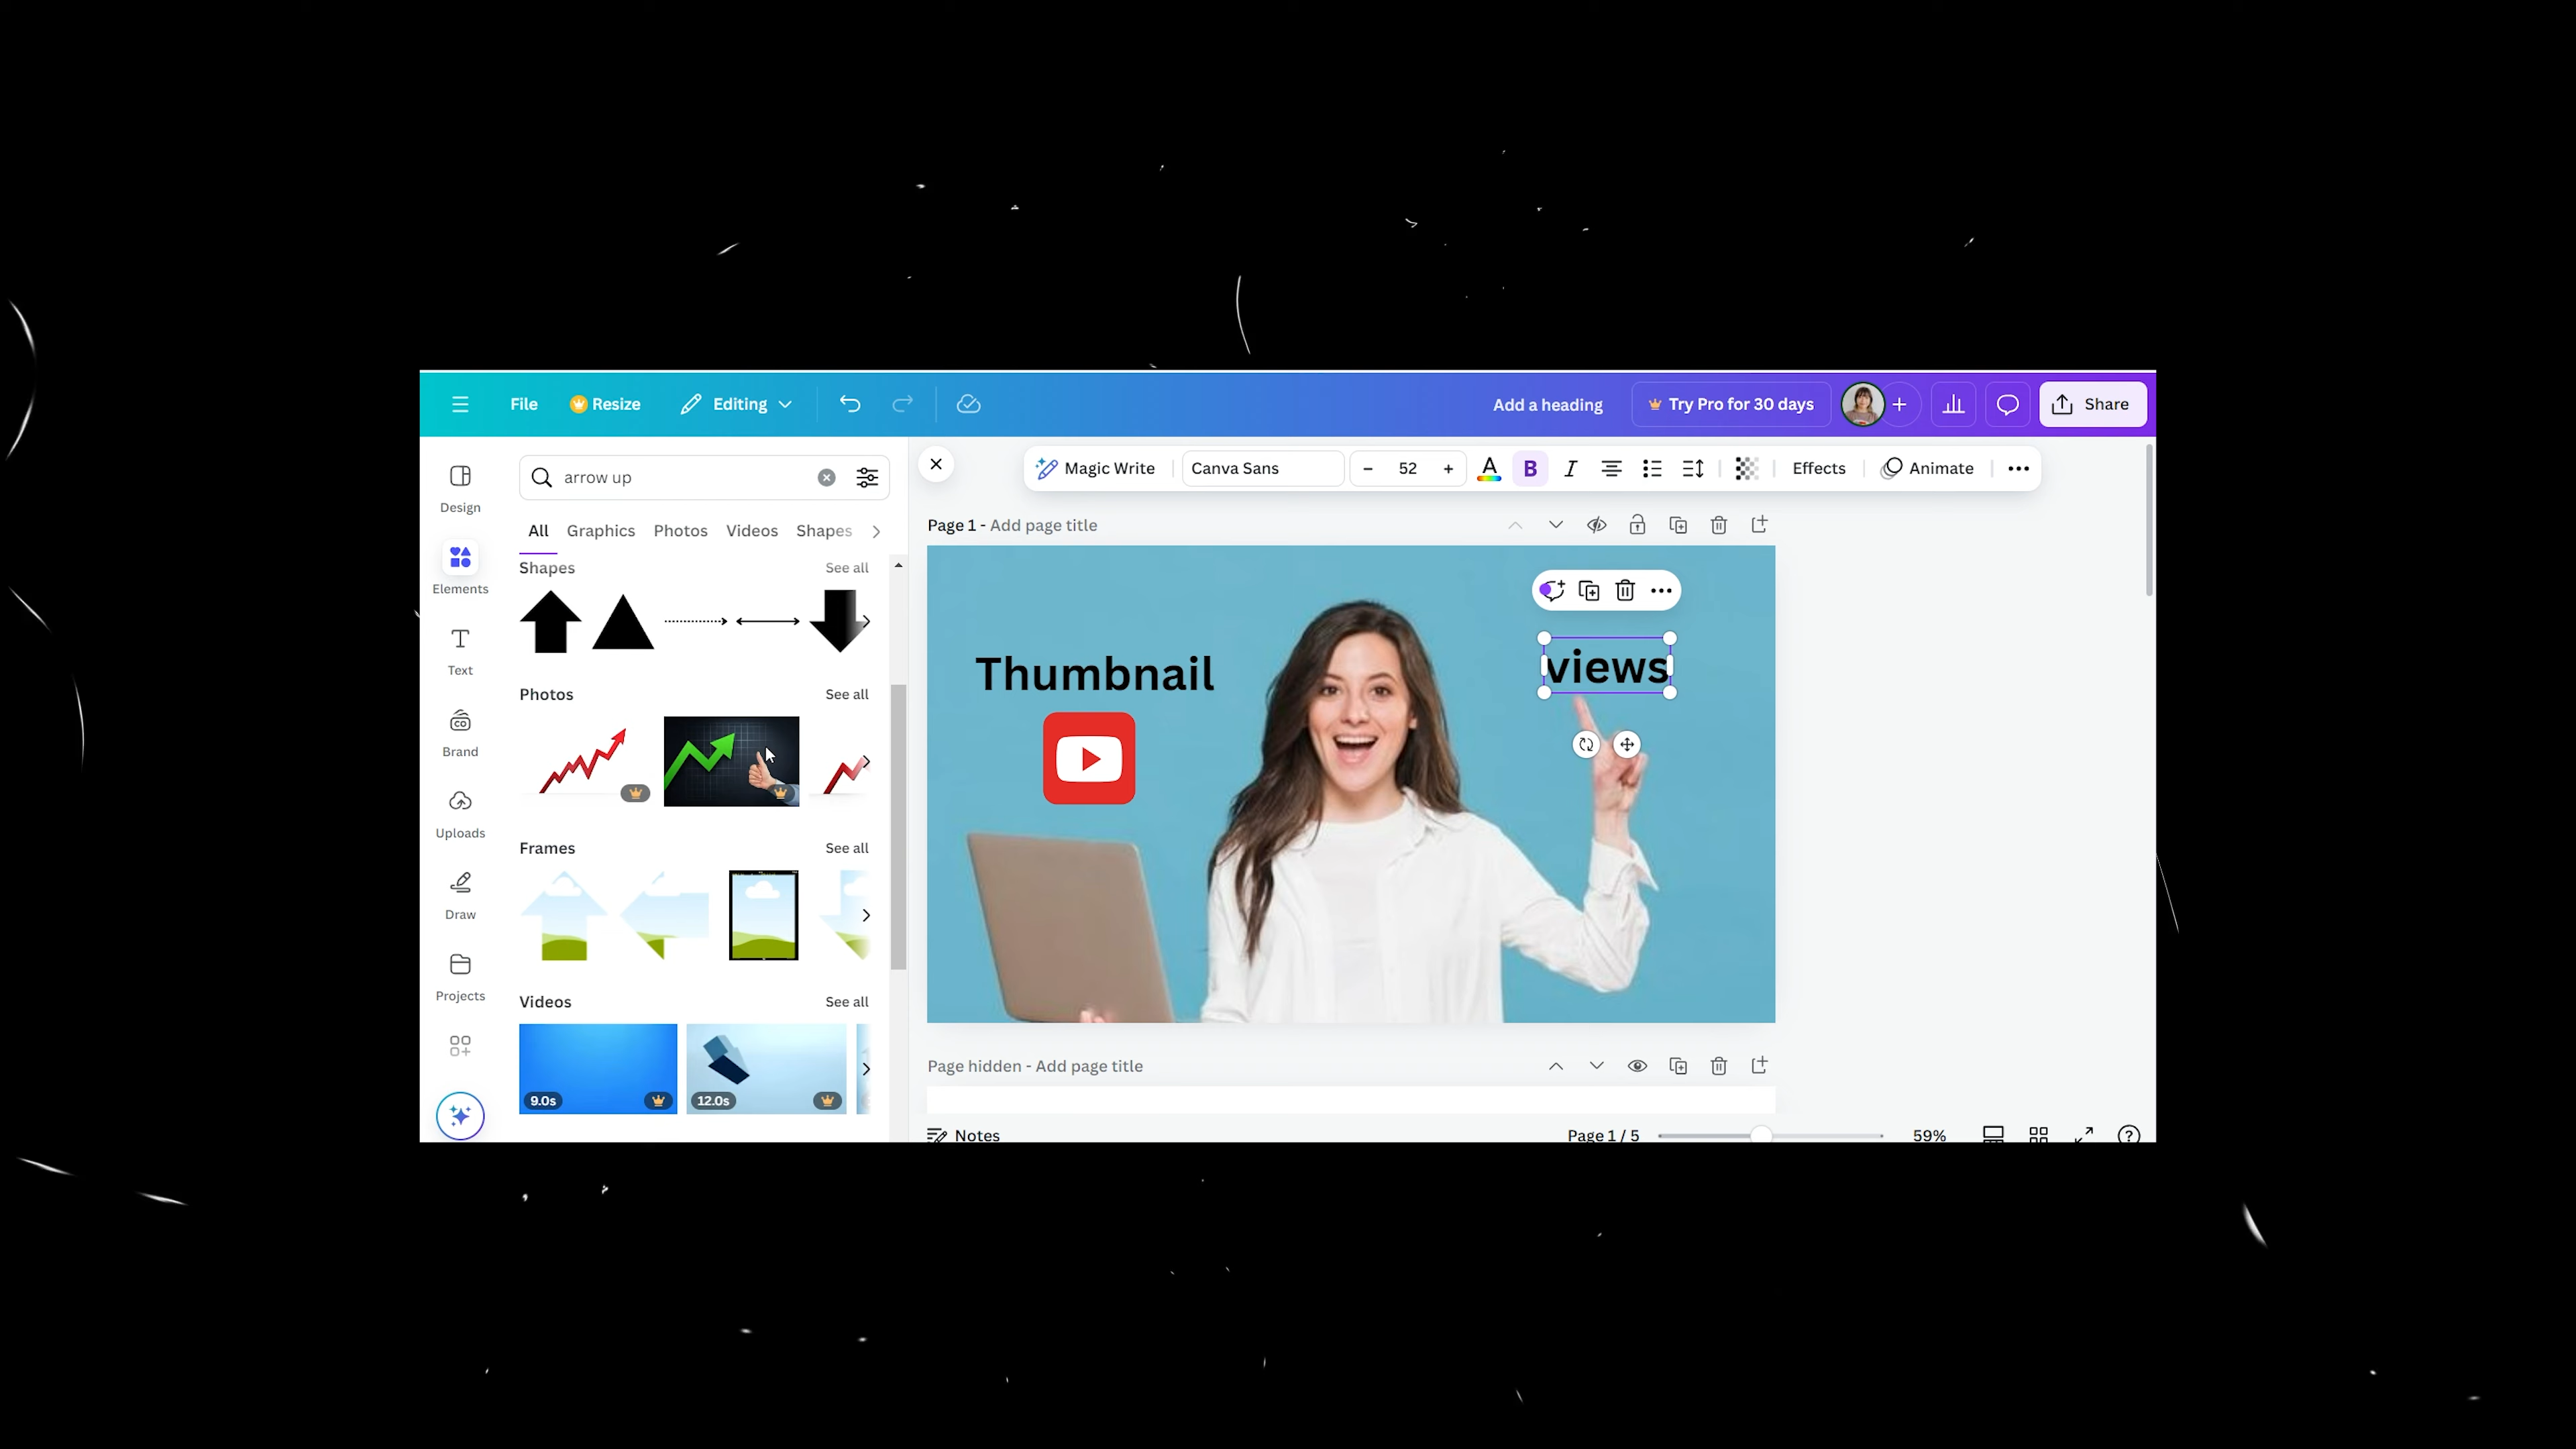 File Resize Editing Add a heading Try Pro for 30 days Share
arrow up
Magic Write Canva Sans 52 A B I Effects Animate
Design
Elements
Text
Brand
Uploads
Draw
Projects
All Graphics Photos Videos Shapes
Shapes See all
Photos See all
Frames See all
Videos See all
9.0s 12.0s
Page 1 - Add page title
Thumbnail
views
Page hidden - Add page title
Notes Page 1 / 5 59%